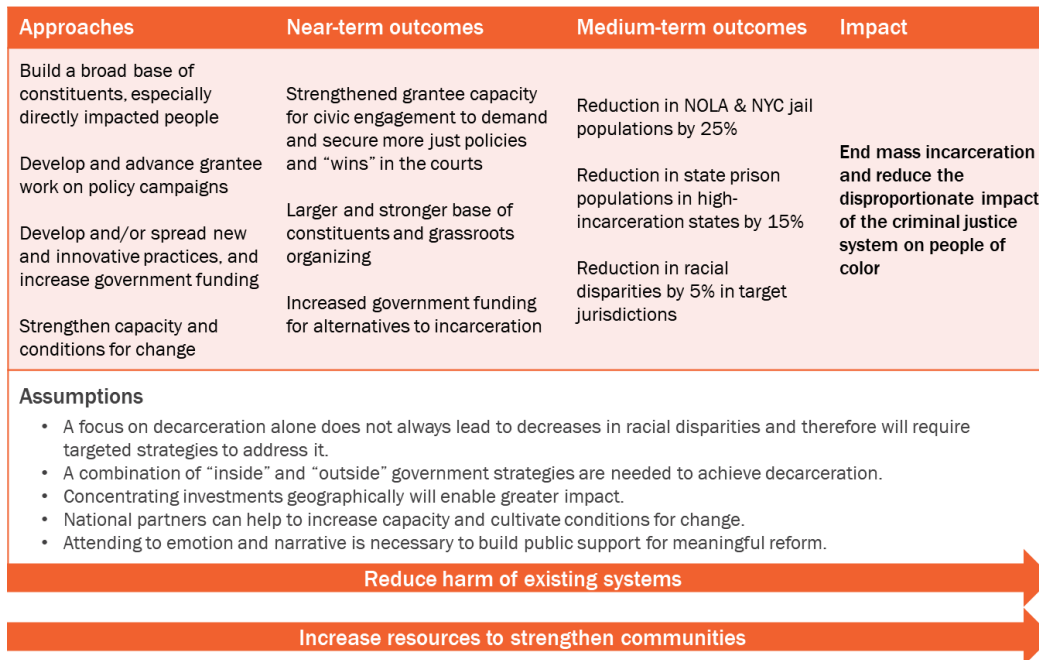 Approaches
Near-term outcomes
Medium-term outcomes
Impact
Build a broad base of
constituents, especially
directly impacted people
Develop and advance grantee
work on policy campaigns
Develop and/or spread new
and innovative practices, and
increase government funding
Strengthen capacity and
conditions for change
Strengthened grantee capacity
for civic engagement to demand
and secure more just policies
and “wins” in the courts
Larger and stronger base of
constituents and grassroots
organizing
Increased government funding
for alternatives to incarceration
Reduction in NOLA & NYC jail
populations by 25%
Reduction in state prison
populations in high-
incarceration states by 15%
Reduction in racial
disparities by 5% in target
jurisdictions
End mass incarceration
and reduce the
disproportionate impact
of the criminal justice
system on people of
color
Assumptions
• A focus on decarceration alone does not always lead to decreases in racial disparities and therefore will require
targeted strategies to address it.
• A combination of “inside” and “outside” government strategies are needed to achieve decarceration.
• Concentrating investments geographically will enable greater impact.
• National partners can help to increase capacity and cultivate conditions for change.
• Attending to emotion and narrative is necessary to build public support for meaningful reform.
Reduce harm of existing systems
Increase resources to strengthen communities